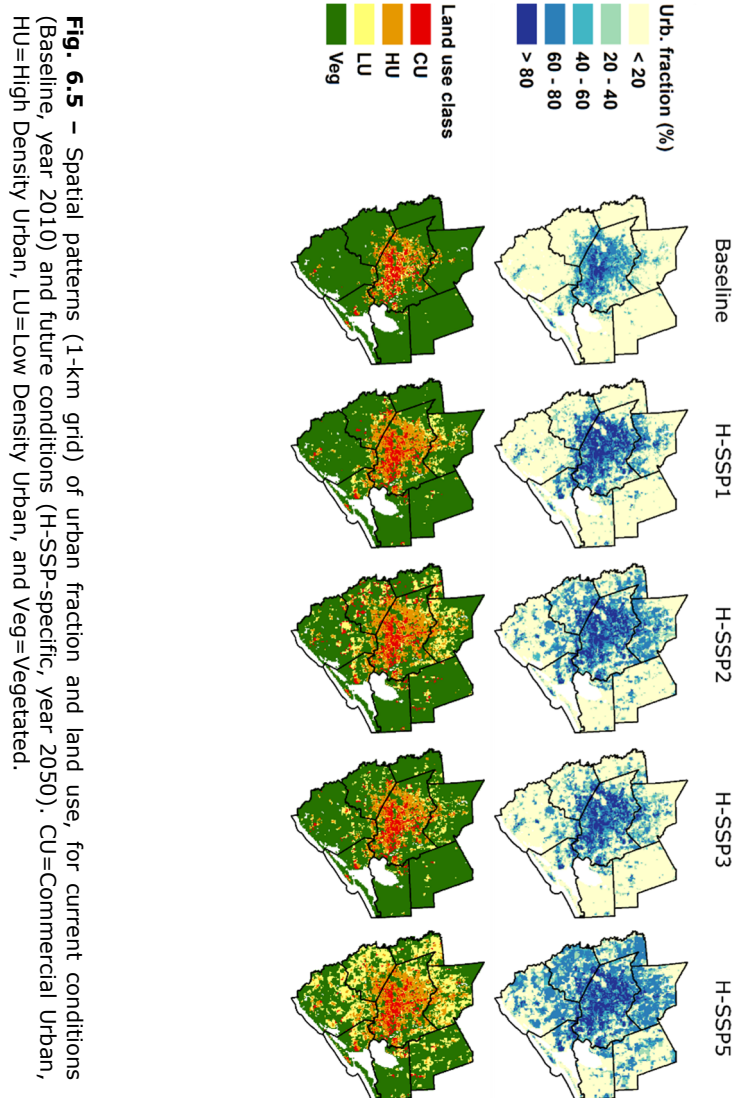 Baseline
H-SSP1
H-SSP2
H-SSP3
H-SSP5
Urb. fraction (%)
< 20
20 - 40
40 - 60
60 - 80
> 80
Land use class
CU
HU
LU
Veg
Fig. 6.5 – Spatial patterns (1-km grid) of urban fraction and land use, for current conditions
(Baseline, year 2010) and future conditions (H-SSP-specific, year 2050). CU=Commercial Urban,
HU=High Density Urban, LU=Low Density Urban, and Veg=Vegetated.